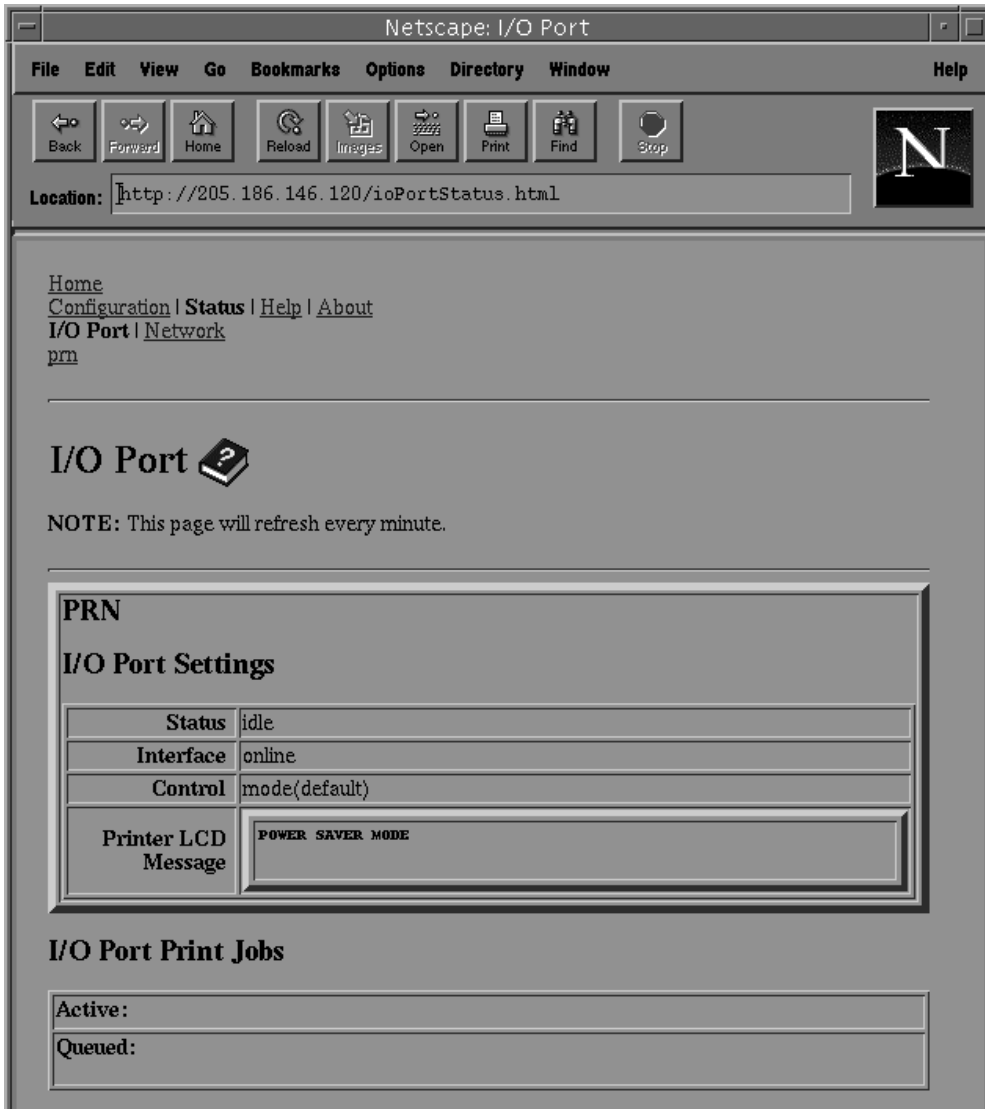 Netscape: I/O Port
File Edit View Go Bookmarks Options Directory Window Help
Back Forward Home Reload Images Open Print Find Stop
N
Location: http://205.186.146.120/ioPortStatus.html
Home
Configuration | Status | Help | About
I/O Port | Network
prn
I/O Port ?
NOTE: This page will refresh every minute.
PRN
I/O Port Settings
Status idle
Interface online
Control mode(default)
Printer LCD Message POWER SAVER MODE
I/O Port Print Jobs
Active:
Queued: